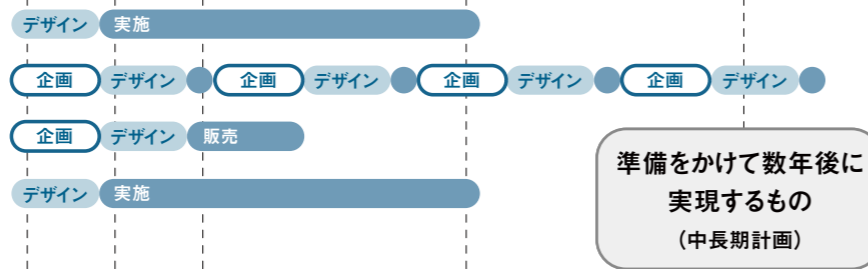 デザイン 実施
企画 デザイン 企画 デザイン 企画 デザイン 企画 デザイン
企画 デザイン 販売
デザイン 実施
準備をかけて数年後に
実現するもの
(中長期計画)